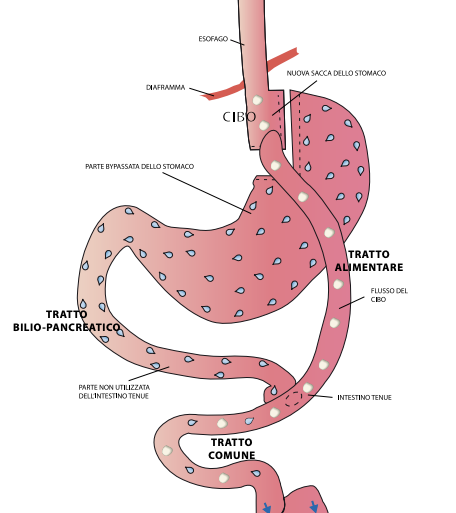 ESOFAGO
NUOVA SACCA DELLO STOMACO
DIAFRAMMA
CIBO
PARTE BYPASSATA DELLO STOMACO
TRATTO
ALIMENTARE
FLUSSO DEL
CIBO
TRATTO
BILIO-PANCREATICO
PARTE NON UTILIZZATA
DELL'INTESTINO TENUE
INTESTINO TENUE
TRATTO
COMUNE